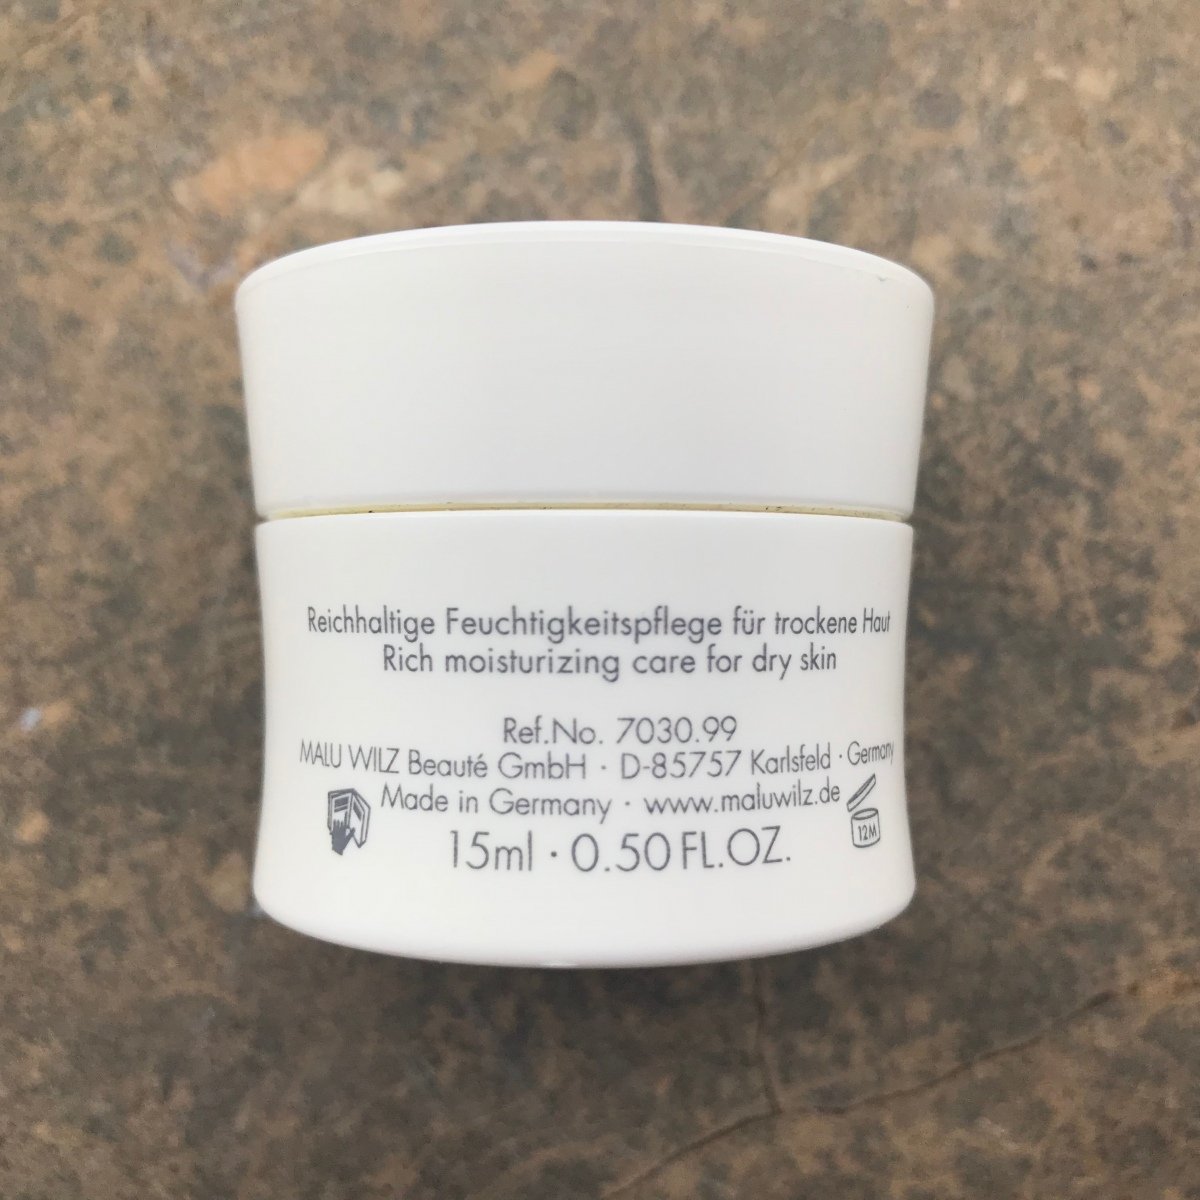 Reichhaltige Feuchtigkeitspflege für trockene Haut
Rich moisturizing care for dry skin
Ref.No. 7030.99
MALU WILZ Beauté GmbH · D-85757 Karlsfeld · Germany
Made in Germany · www.maluwilz.de
15ml · 0.50 FL.OZ.
12M